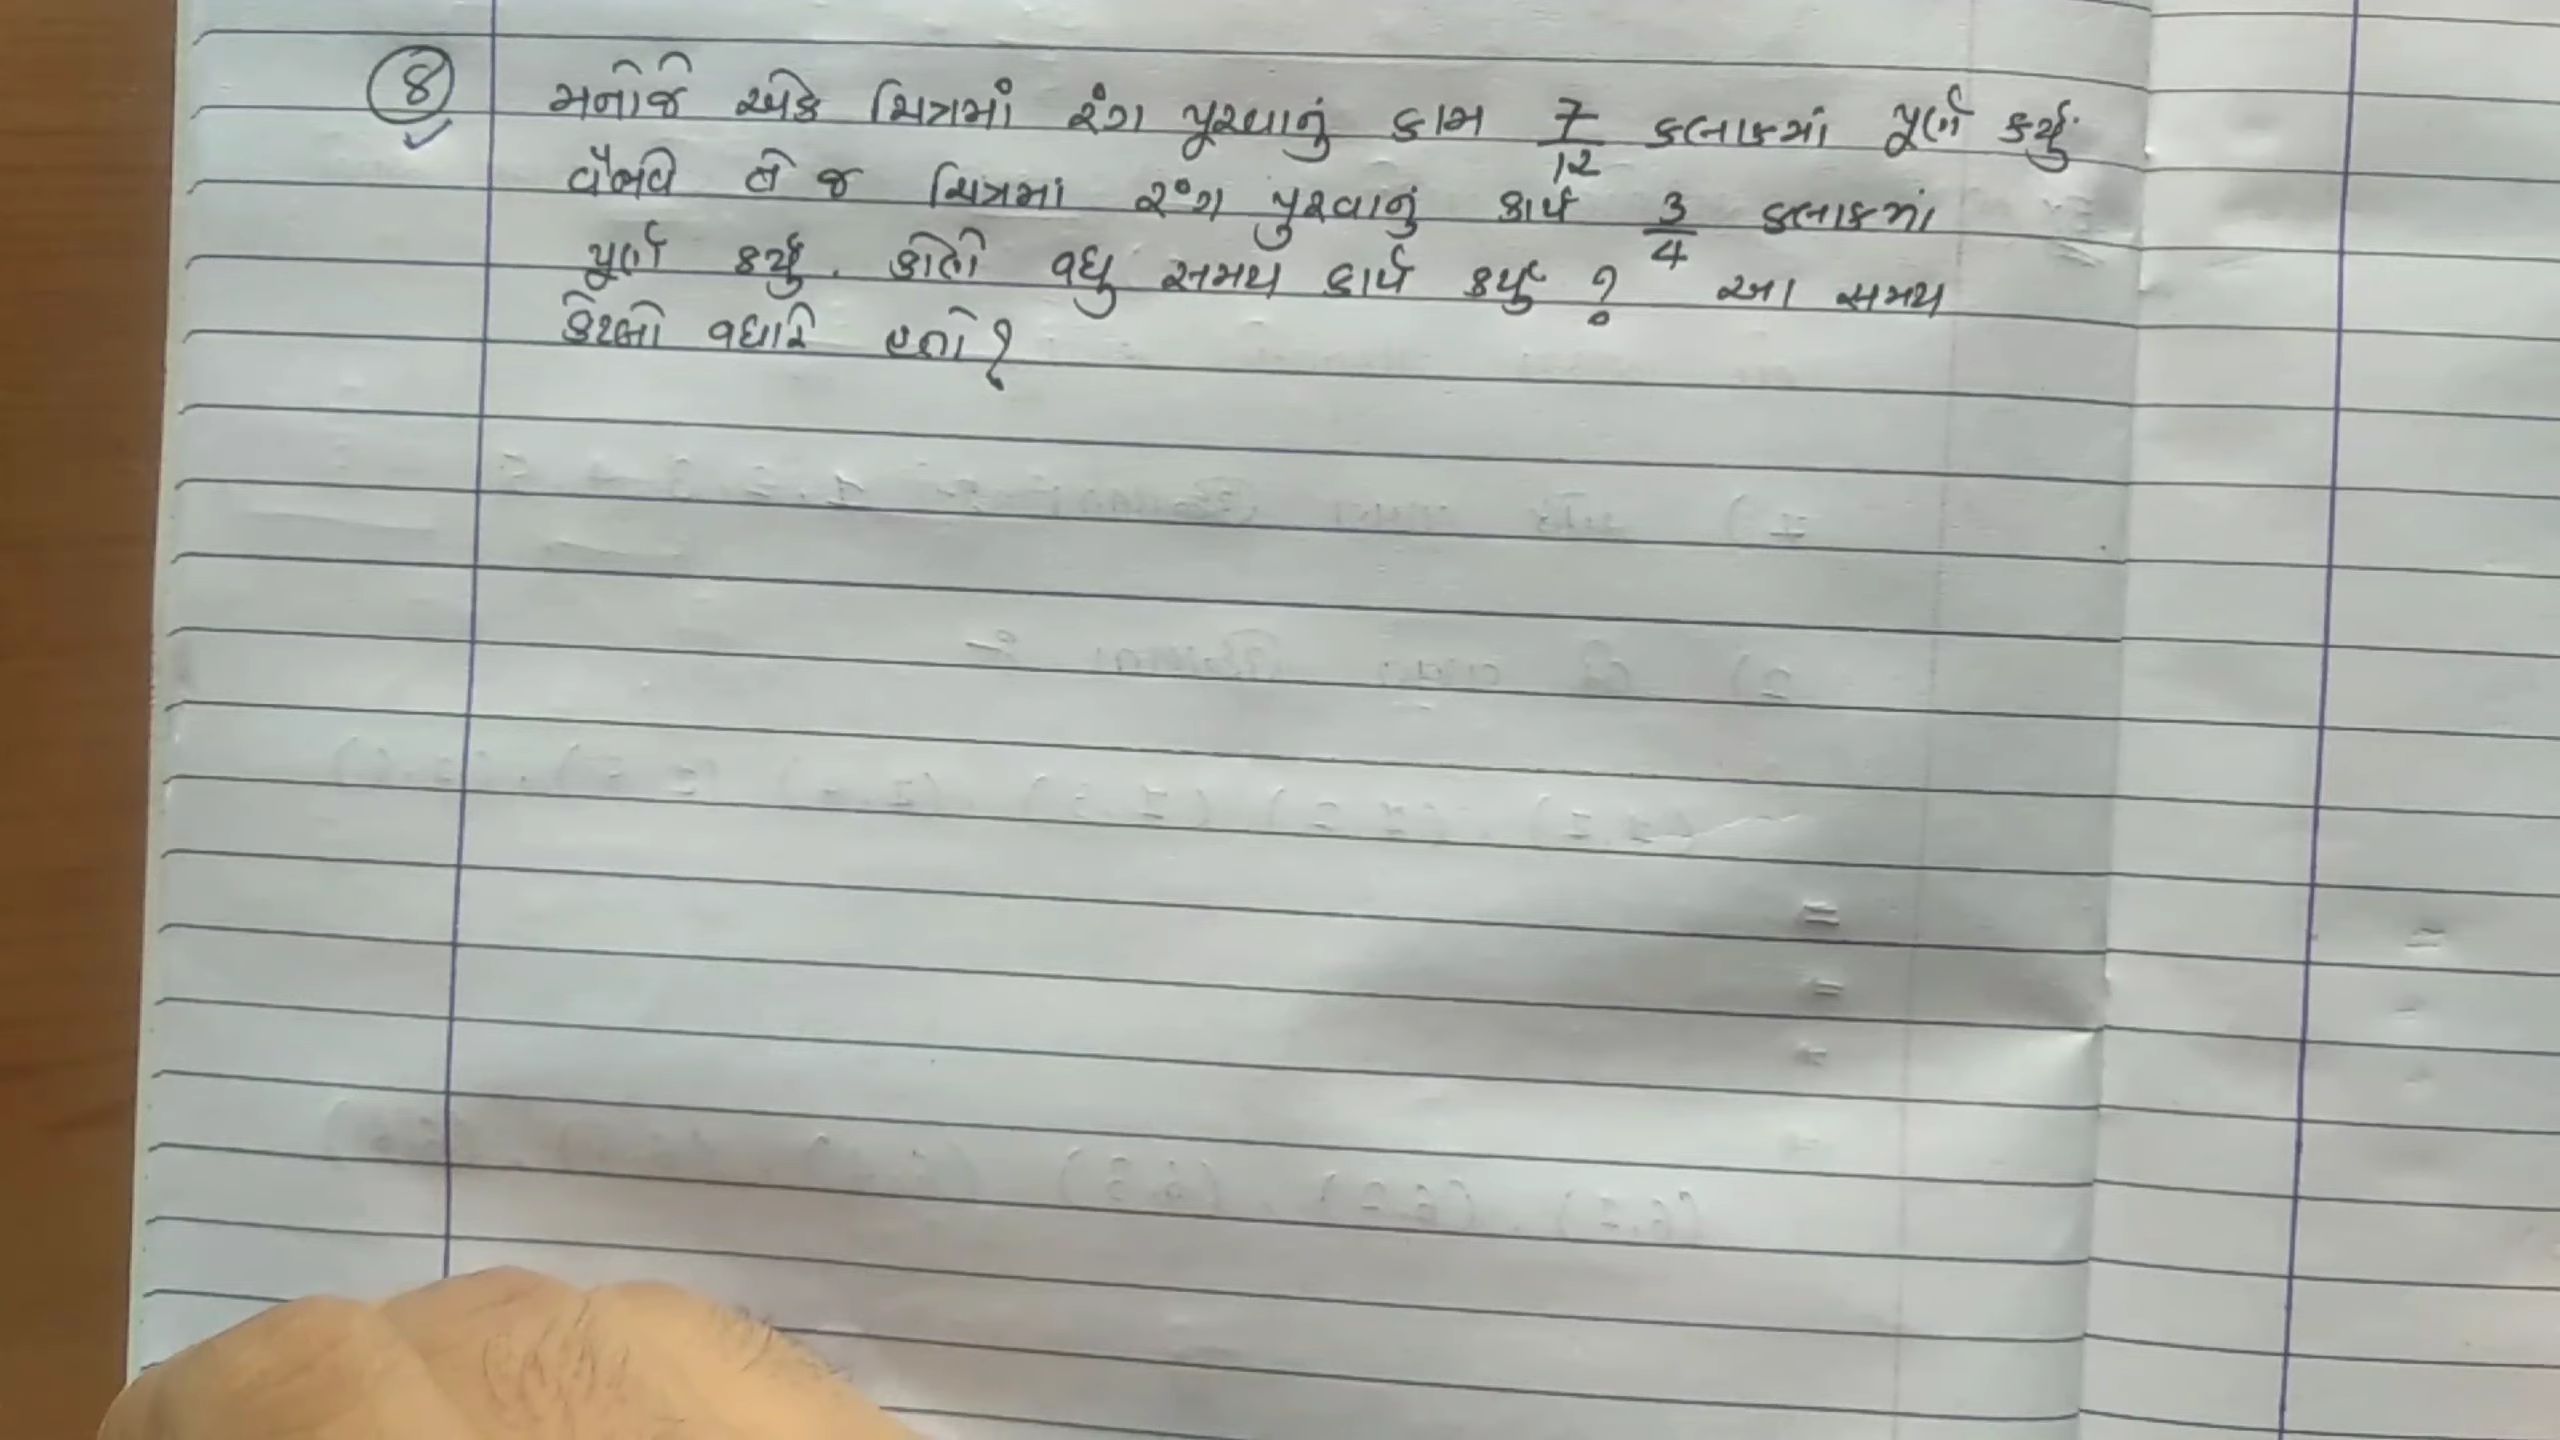 8 મનોજે એક ચિત્રમાં રંગ પૂરવાનું કામ 7/12 કલાકમાં પૂર્ણ કર્યું.
વૈભવે તે જ ચિત્રમાં રંગ પુરવાનું કાર્ય 3/4 કલાકમાં
પૂર્ણ કર્યું. કોણે વધુ સમય કાર્ય કર્યુ ? આ સમય
કેટલો વધારે હતો?